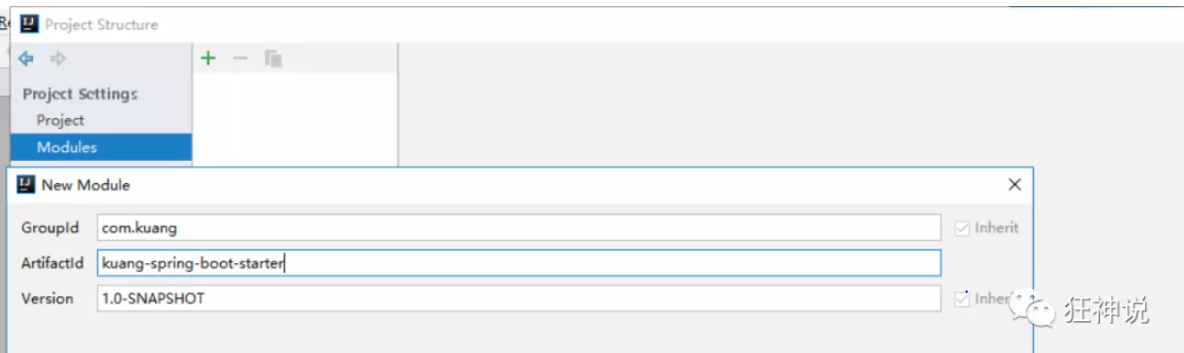 Project Structure
Project Settings
Project
Modules
New Module
GroupId com.kuang Inherit
ArtifactId kuang-spring-boot-starter
Version 1.0-SNAPSHOT Inherit
狂神说